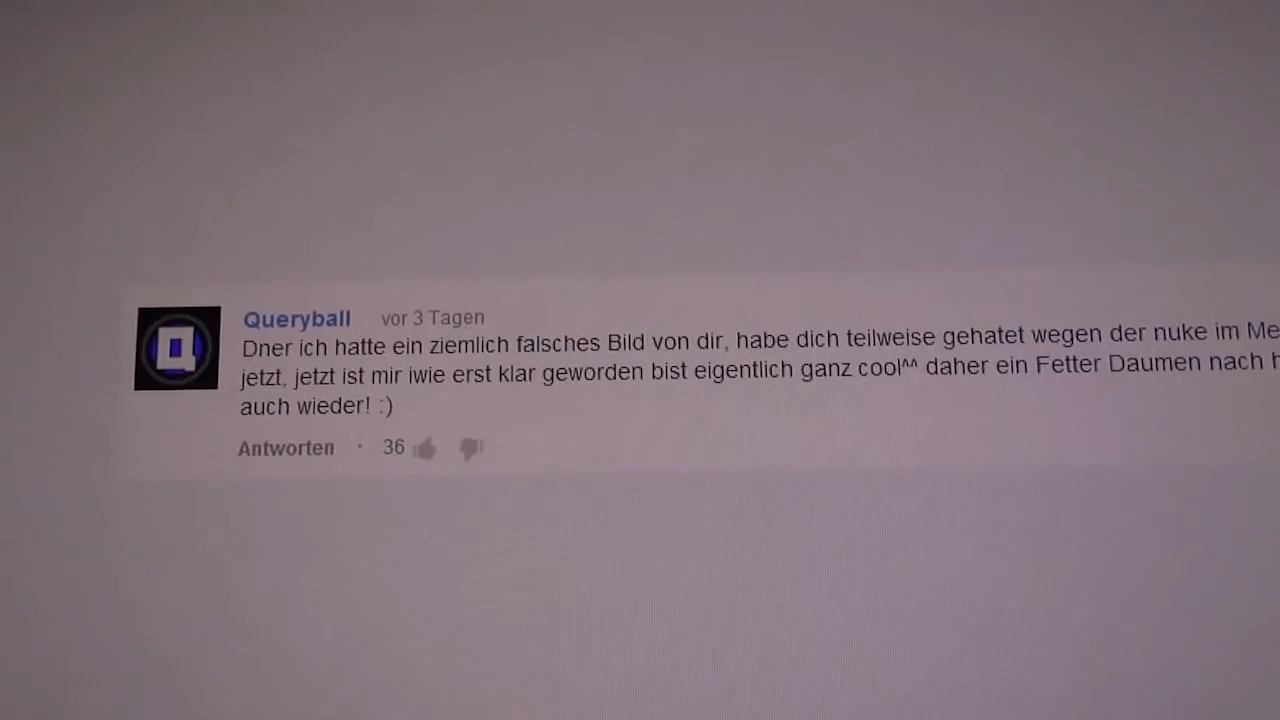 Queryball vor 3 Tagen
Dner ich hatte ein ziemlich falsches Bild von dir, habe dich teilweise gehatet wegen der nuke im
jetzt, jetzt ist mir iwie erst klar geworden bist eigentlich ganz cool^^ daher ein Fetter Daumen nach
auch wieder! :)
Antworten · 36